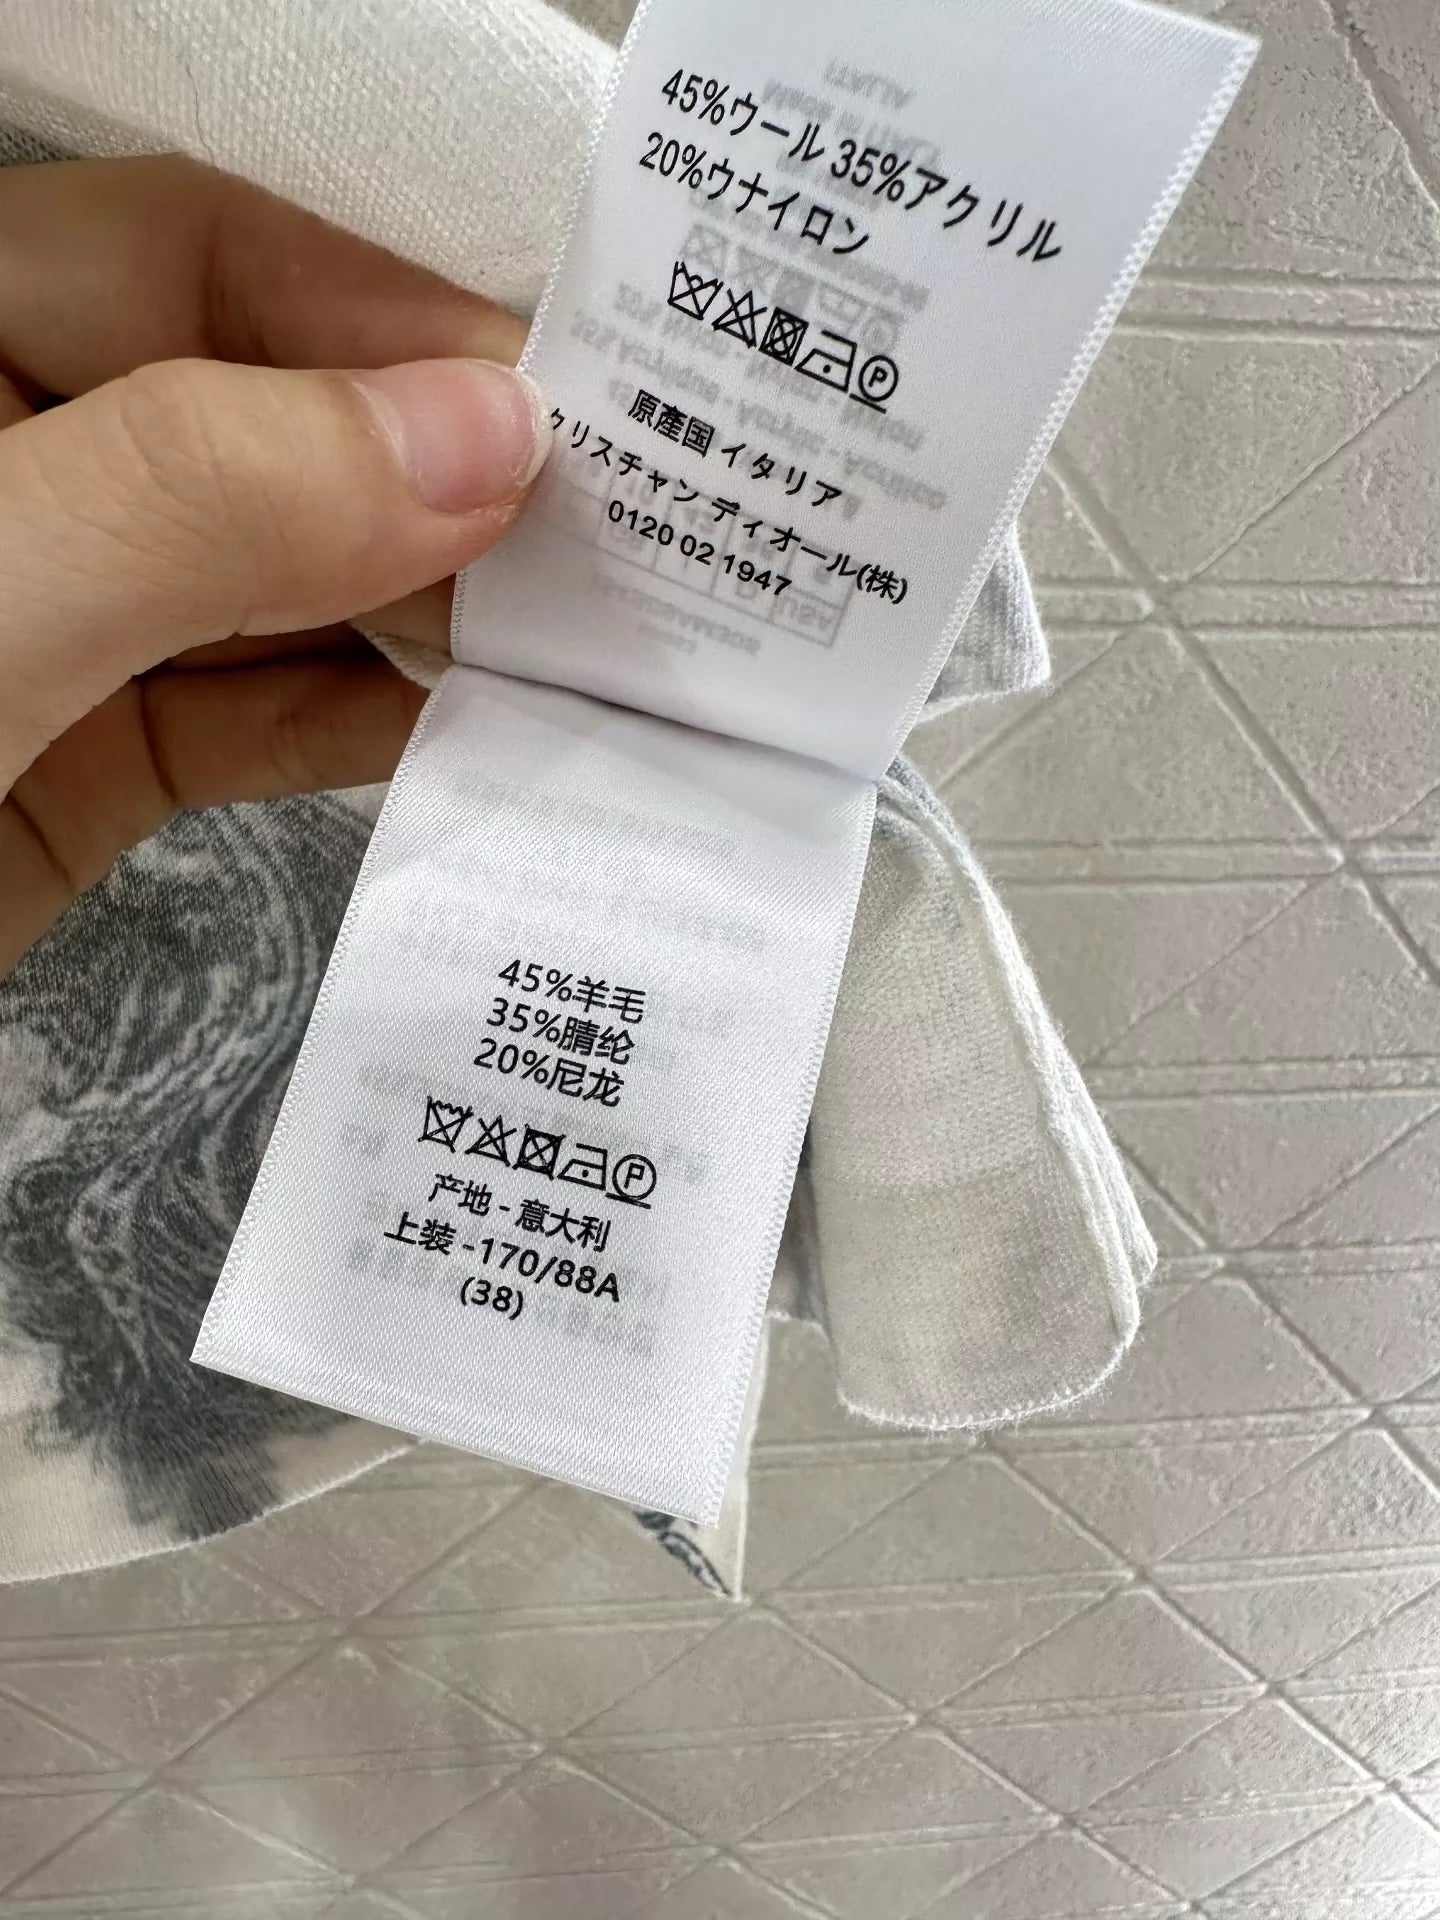 45%ウール 35%アクリル
20%ウナイロン
原產国 イタリア
クリスチャン ディオール(株)
0120 02 1947
45%羊毛
35%腈纶
20%尼龙
产地 - 意大利
上装 -170/88A
(38)